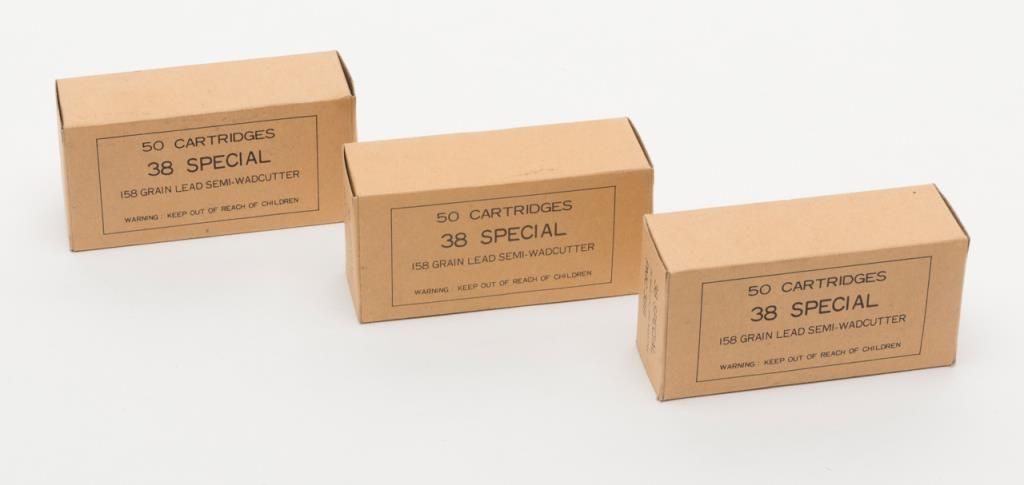 50 CARTRIDGES
38 SPECIAL
158 GRAIN LEAD SEMI-WADCUTTER
WARNING: KEEP OUT OF REACH OF CHILDREN
50 CARTRIDGES
38 SPECIAL
158 GRAIN LEAD SEMI-WADCUTTER
WARNING: KEEP OUT OF REACH OF CHILDREN
38 SPECIAL
50 CARTRIDGES
38 SPECIAL
158 GRAIN LEAD SEMI-WADCUTTER
WARNING: KEEP OUT OF REACH OF CHILDREN